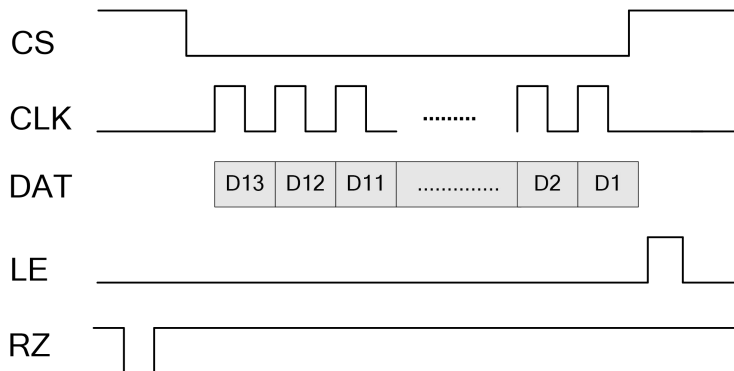 CS
CLK .........
DAT D13 D12 D11 .............. D2 D1
LE
RZ